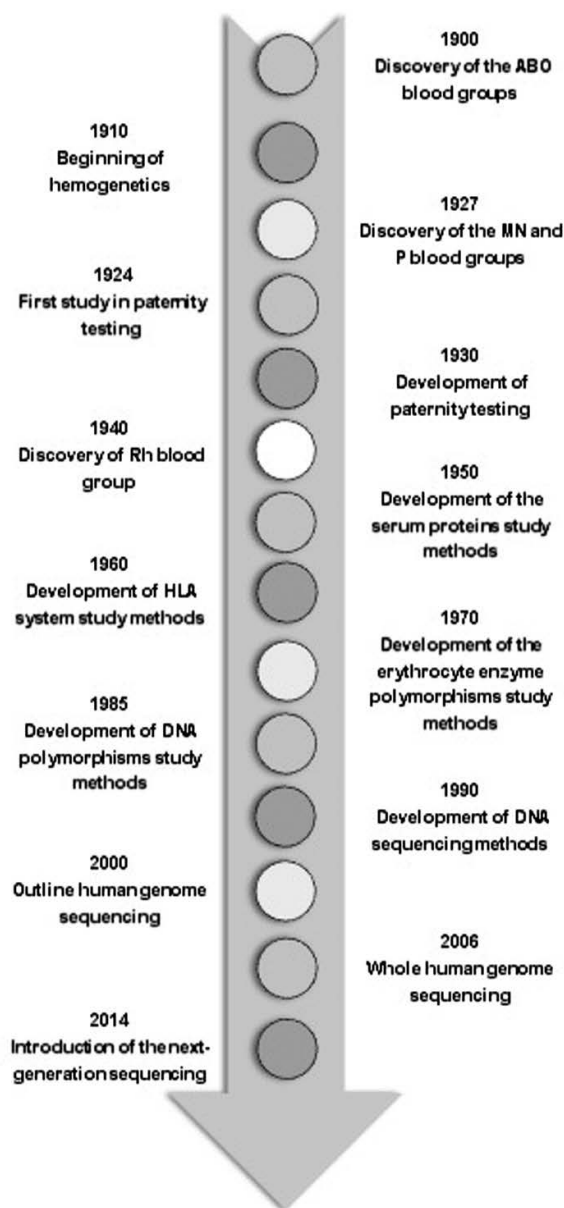 1900
Discovery of the ABO
blood groups
1910
Beginning of
hemogenetics
1927
Discovery of the MN and
P blood groups
1924
First study in paternity
testing
1930
Development of
paternity testing
1940
Discovery of Rh blood
group
1950
Development of the
serum proteins study
methods
1960
Development of HLA
system study methods
1970
Development of the
erythrocyte enzyme
polymorphisms study
methods
1985
Development of DNA
polymorphisms study
methods
1990
Development of DNA
sequencing methods
2000
Outline human genome
sequencing
2006
Whole human genome
sequencing
2014
Introduction of the next-
generation sequencing